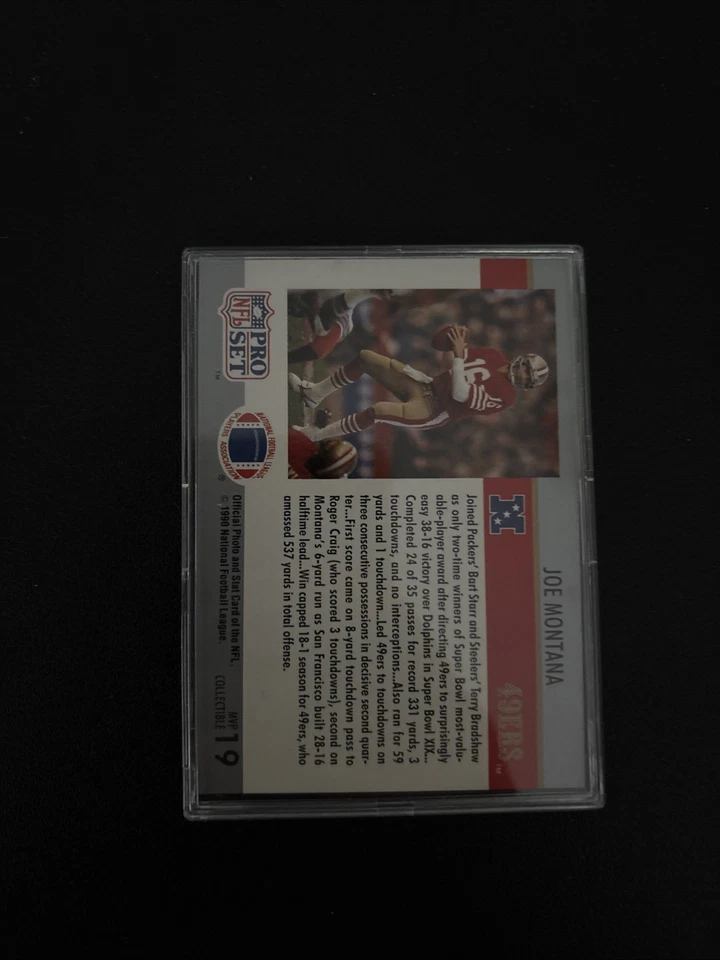 JOE MONTANA
49ERS TM
N
16
16
Joined Packers' Bart Starr and Steelers' Terry Bradshaw
as only two-time winners of Super Bowl most-valu-
able-player award after directing 49ers to surprisingly
easy 38-16 victory over Dolphins in Super Bowl XIX...
Completed 24 of 35 passes for record 331 yards, 3
touchdowns, and no interceptions...Also ran for 59
yards and 1 touchdown...Led 49ers to touchdowns on
three consecutive possessions in decisive second quar-
ter...First score came on 8-yard touchdown pass to
Roger Craig (who scored 3 touchdowns), second on
Montana's 6-yard run as San Francisco built 28-16
halftime lead...Win capped 18-1 season for 49ers, who
amassed 537 yards in total offense.
NFL
PRO
SET
TM
NATIONAL FOOTBALL LEAGUE
PLAYERS ASSOCIATION
®
Official Photo and Stat Card of the NFL.
© 1990 National Football League.
MVP
COLLECTIBLE
19